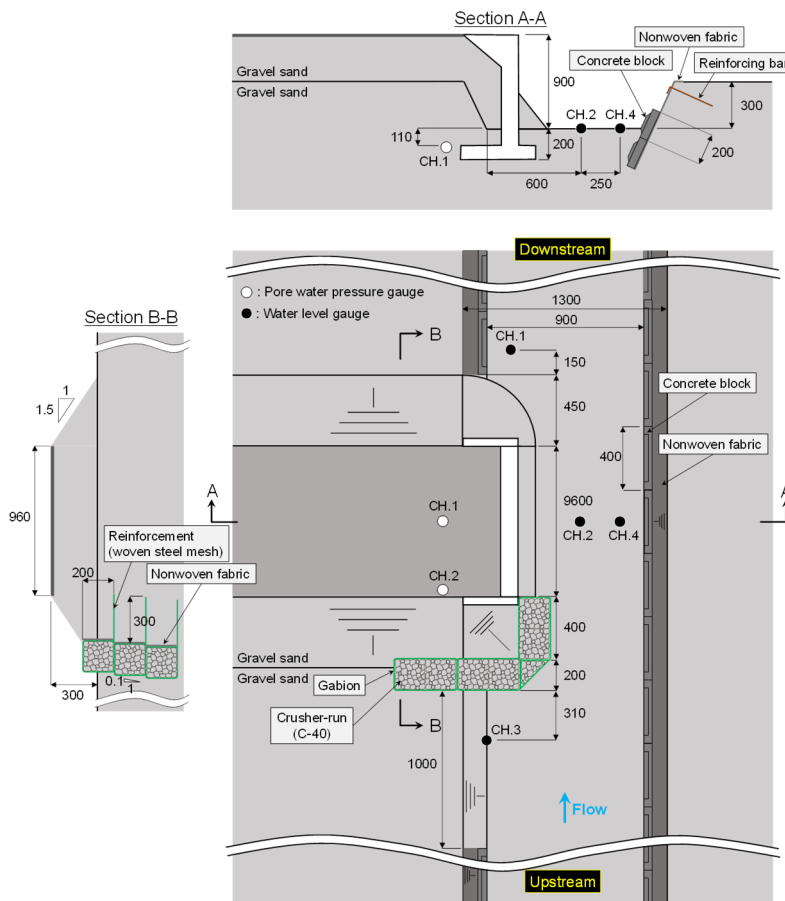 Section A-A
Nonwoven fabric
Concrete block
Reinforcing bar
Gravel sand
Gravel sand
900
CH.2
CH.4
300
110
200
CH.1
200
600
250
Downstream
: Pore water pressure gauge
: Water level gauge
1300
900
Section B-B
B
CH.1
150
1
1.5
Concrete block
450
Nonwoven fabric
400
960
A
CH.1
9600
CH.2
CH.4
A
Reinforcement
(woven steel mesh)
200
Nonwoven fabric
CH.2
300
400
Gravel sand
Gravel sand
Gabion
200
0.1
1
300
Crusher-run
(C-40)
B
310
CH.3
1000
Flow
Upstream